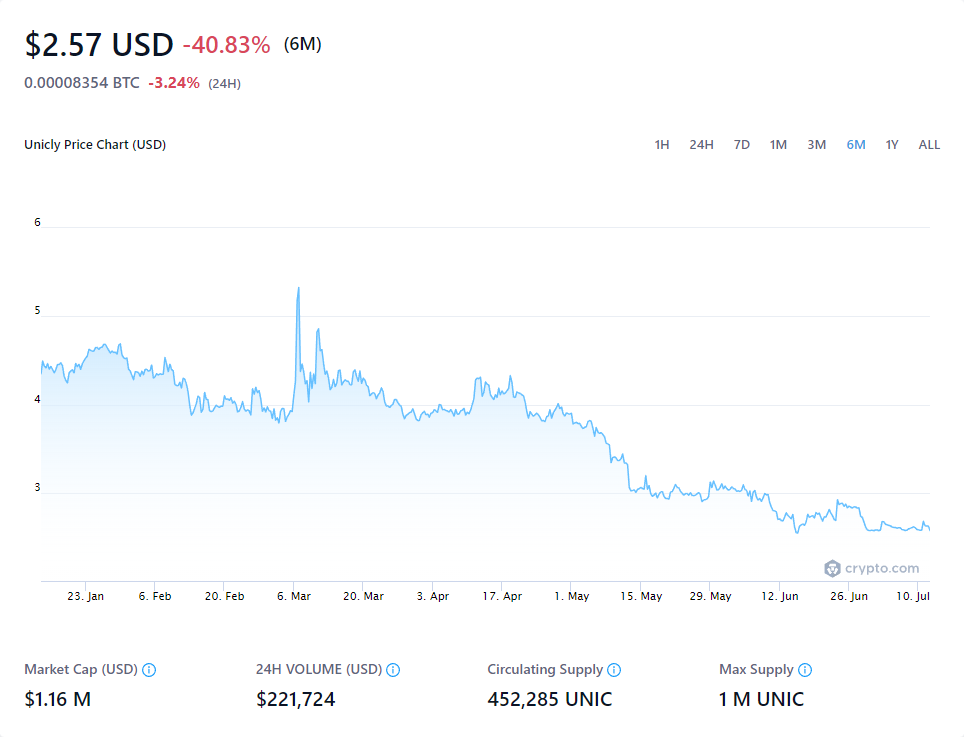 $2.57 USD -40.83% (6M)
0.00008354 BTC -3.24% (24H)
Unicly Price Chart (USD) 1H 24H 7D 1M 3M 6M 1Y ALL
6
5
4
3
crypto.com
23. Jan 6. Feb 20. Feb 6. Mar 20. Mar 3. Apr 17. Apr 1. May 15. May 29. May 12. Jun 26. Jun 10. Jul
Market Cap (USD) 24H VOLUME (USD) Circulating Supply Max Supply
$1.16 M $221,724 452,285 UNIC 1 M UNIC